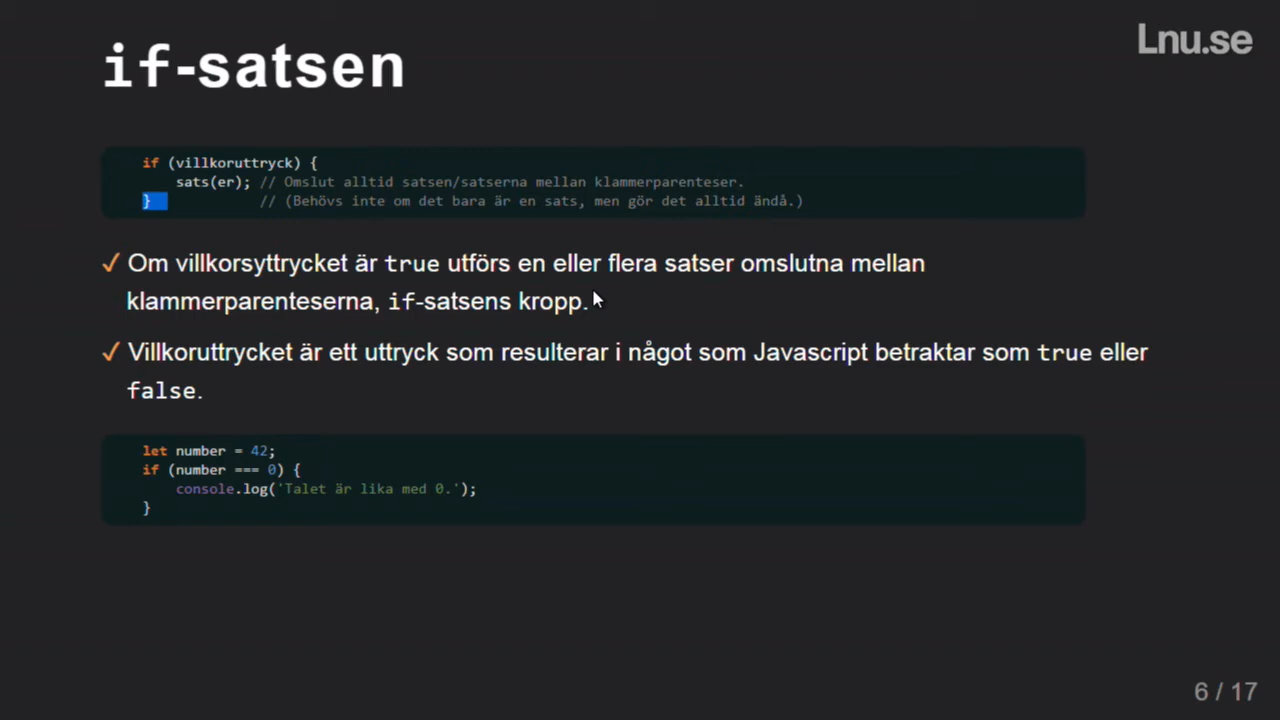 Lnu.se
if-satsen
if (villkoruttryck) {
sats(er); // Omslut alltid satsen/satserna mellan klammerparenteser.
} // (Behövs inte om det bara är en sats, men gör det alltid ändå.)
✓ Om villkorsyttrycket är true utförs en eller flera satser omslutna mellan
klammerparenteserna, if-satsens kropp.
✓ Villkoruttrycket är ett uttryck som resulterar i något som Javascript betraktar som true eller
false.
let number = 42;
if (number === 0) {
console.log('Talet är lika med 0.');
}
6 / 17